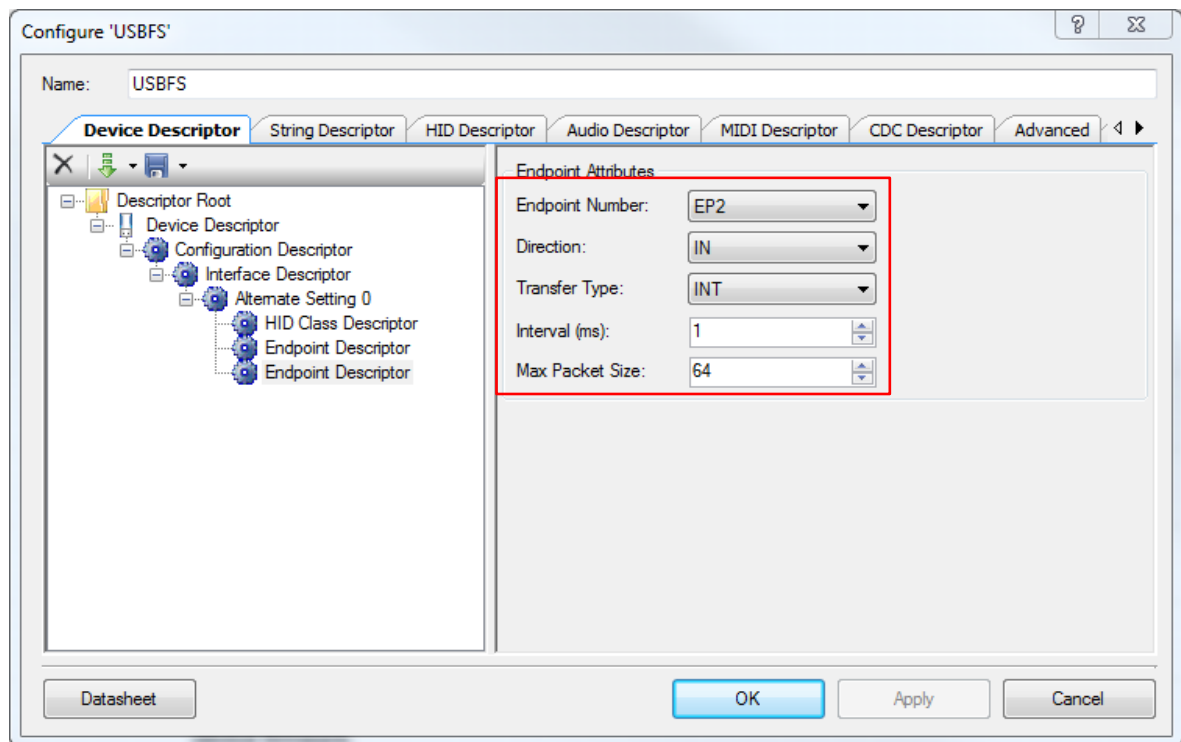 Configure 'USBFS'
Name: USBFS
Device Descriptor String Descriptor HID Descriptor Audio Descriptor MIDI Descriptor CDC Descriptor Advanced
Descriptor Root
Device Descriptor
Configuration Descriptor
Interface Descriptor
Alternate Setting 0
HID Class Descriptor
Endpoint Descriptor
Endpoint Descriptor
Endpoint Attributes
Endpoint Number: EP2
Direction: IN
Transfer Type: INT
Interval (ms): 1
Max Packet Size: 64
Datasheet OK Apply Cancel